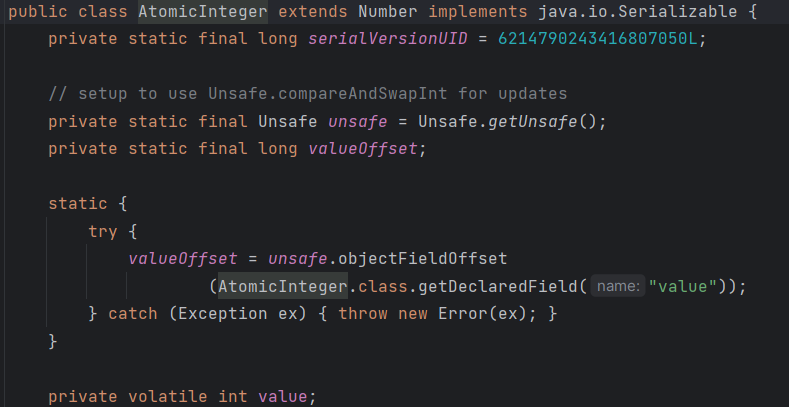 public class AtomicInteger extends Number implements java.io.Serializable {
    private static final long serialVersionUID = 6214790243416807050L;

    // setup to use Unsafe.compareAndSwapInt for updates
    private static final Unsafe unsafe = Unsafe.getUnsafe();
    private static final long valueOffset;

    static {
        try {
            valueOffset = unsafe.objectFieldOffset
                    (AtomicInteger.class.getDeclaredField( name: "value"));
        } catch (Exception ex) { throw new Error(ex); }
    }

    private volatile int value;